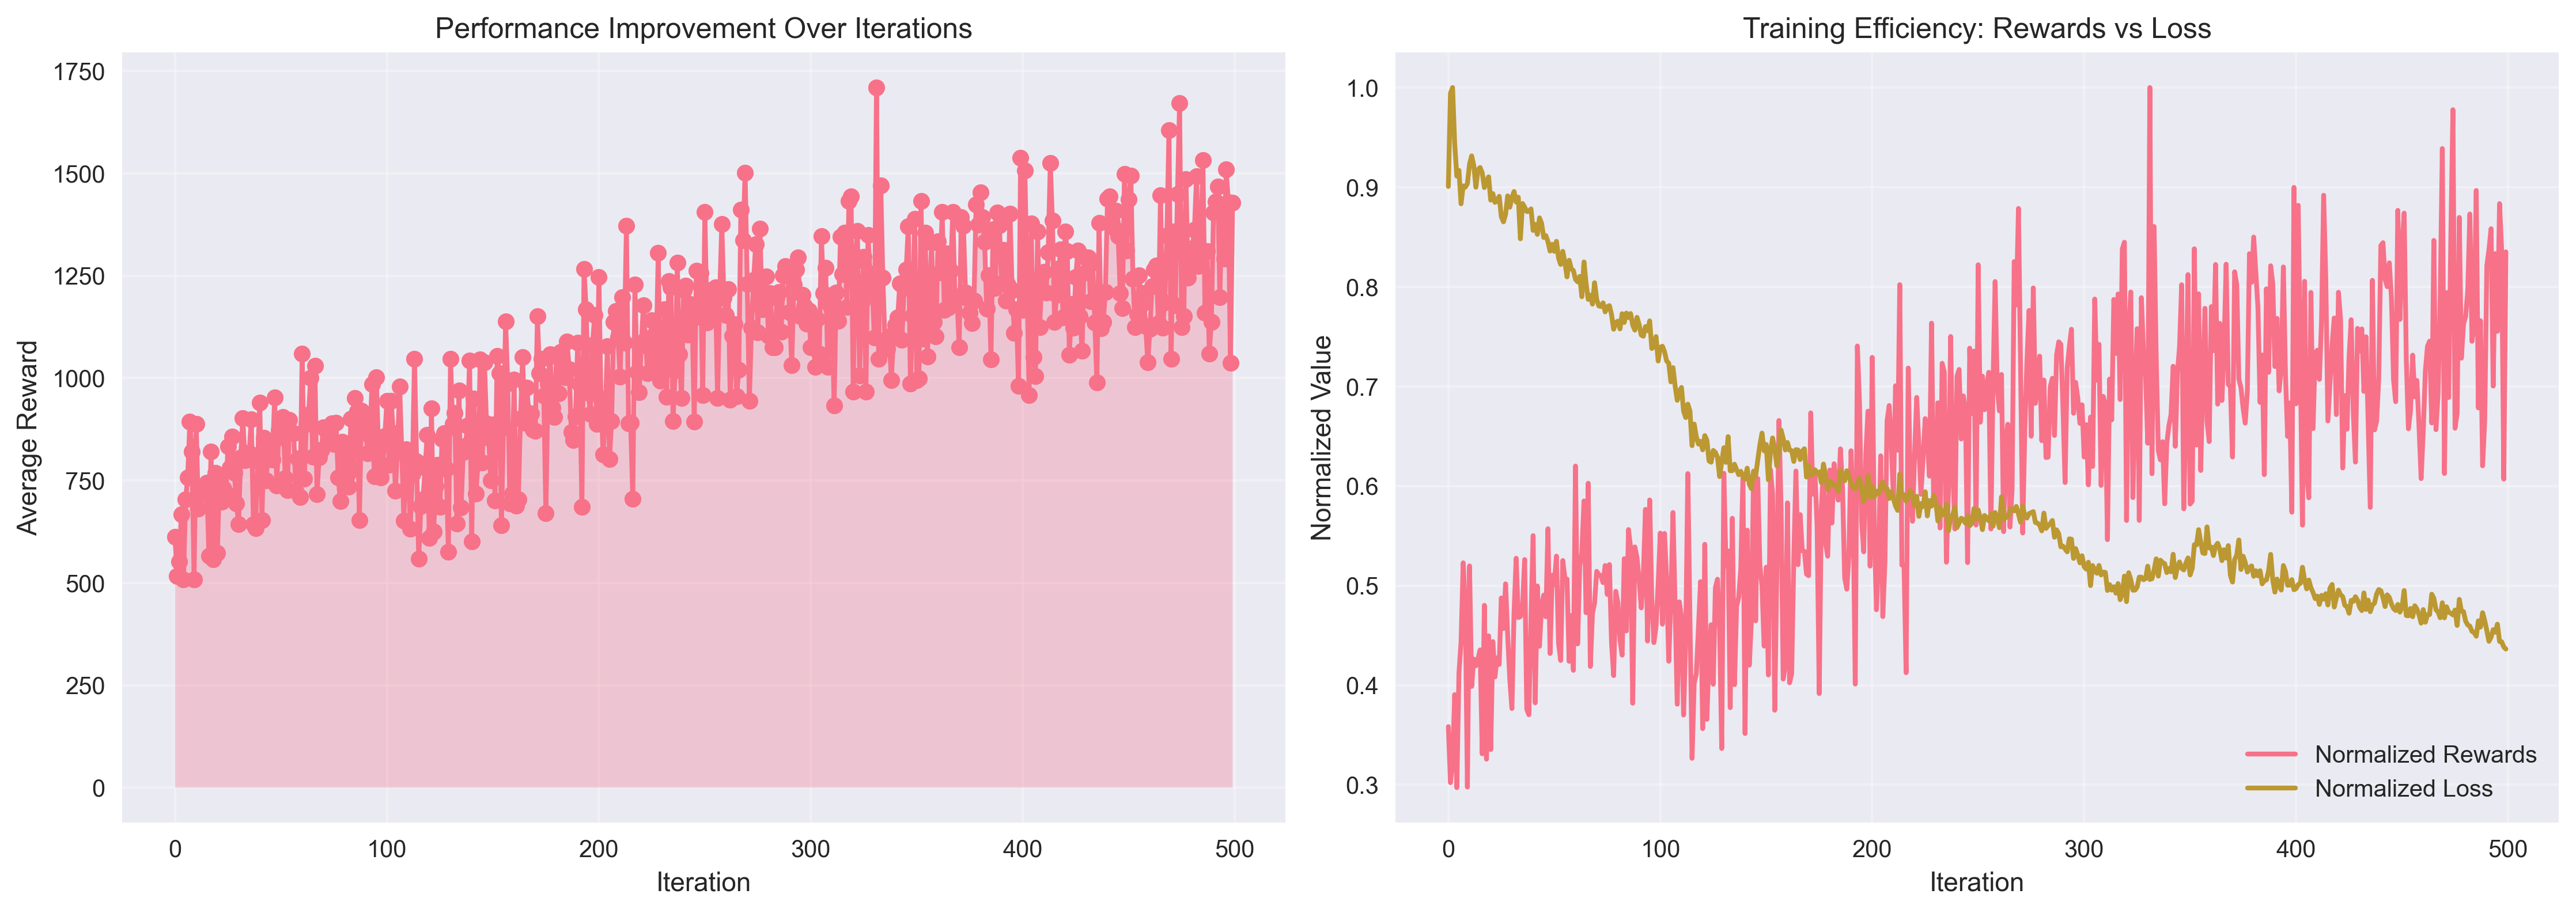 Performance Improvement Over Iterations
1750
1500
1250
1000
750
500
250
0
Average Reward
0 100 200 300 400 500
Iteration
Training Efficiency: Rewards vs Loss
1.0
0.9
0.8
0.7
0.6
0.5
0.4
0.3
Normalized Value
Normalized Rewards
Normalized Loss
0 100 200 300 400 500
Iteration